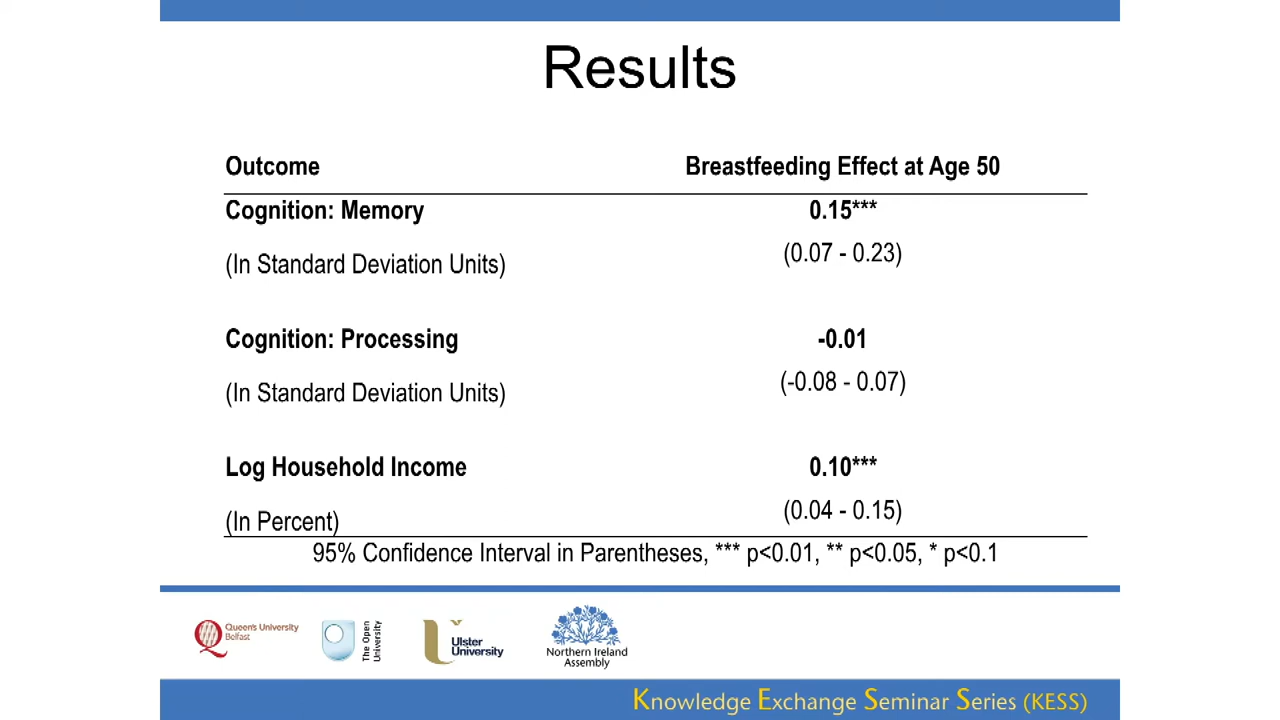 Results
Outcome Breastfeeding Effect at Age 50
Cognition: Memory 0.15***
(0.07 - 0.23)
(In Standard Deviation Units)
Cognition: Processing -0.01
(-0.08 - 0.07)
(In Standard Deviation Units)
Log Household Income 0.10***
(0.04 - 0.15)
(In Percent)
95% Confidence Interval in Parentheses, *** p<0.01, ** p<0.05, * p<0.1
Queen's University
Belfast
The Open
University
Ulster
University
Northern Ireland
Assembly
Knowledge Exchange Seminar Series (KESS)